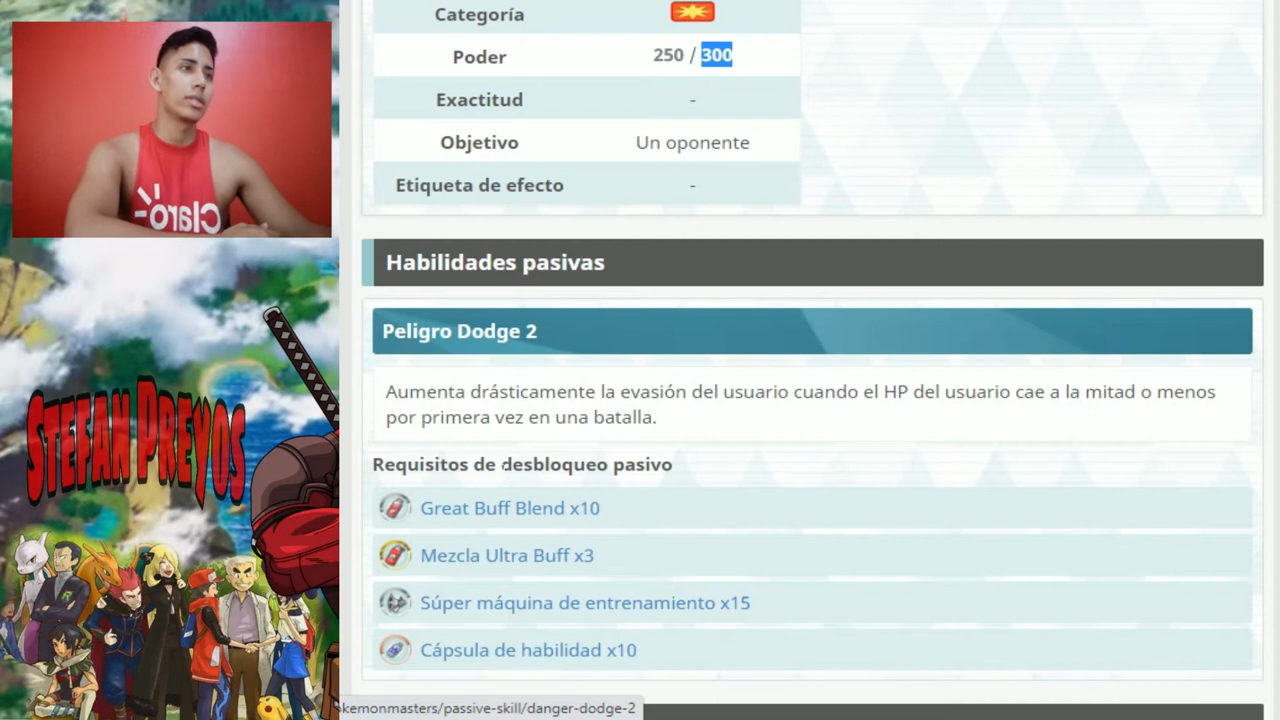 Categoría
Poder 250 / 300
Exactitud -
Objetivo Un oponente
Etiqueta de efecto -
Claro
STEFAN PREYOS
Habilidades pasivas
Peligro Dodge 2
Aumenta drásticamente la evasión del usuario cuando el HP del usuario cae a la mitad o menos
por primera vez en una batalla.
Requisitos de desbloqueo pasivo
Great Buff Blend x10
Mezcla Ultra Buff x3
Súper máquina de entrenamiento x15
Cápsula de habilidad x10
okemonmasters/passive-skill/danger-dodge-2